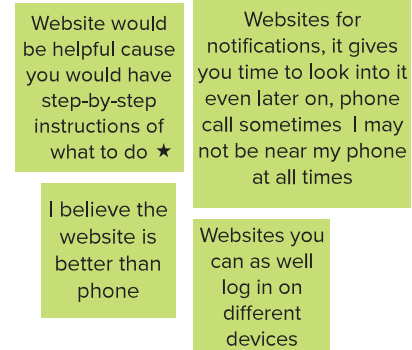 Website would
be helpful cause
you would have
step-by-step
instructions of
what to do ★
Websites for
notifications, it gives
you time to look into it
even later on, phone
call sometimes I may
not be near my phone
at all times
I believe the
website is
better than
phone
Websites you
can as well
log in on
different
devices